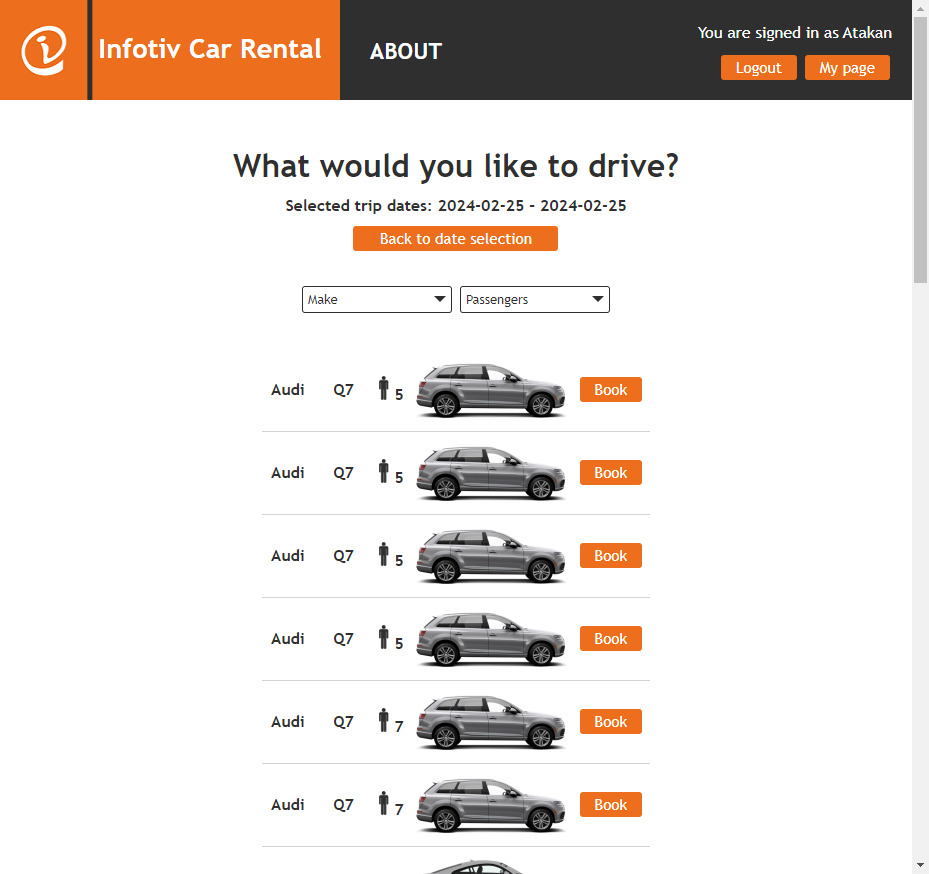 Infotiv Car Rental
ABOUT
You are signed in as Atakan
Logout
My page
What would you like to drive?
Selected trip dates: 2024-02-25 - 2024-02-25
Back to date selection
Make
Passengers
Audi Q7 5 Book
Audi Q7 5 Book
Audi Q7 5 Book
Audi Q7 5 Book
Audi Q7 7 Book
Audi Q7 7 Book